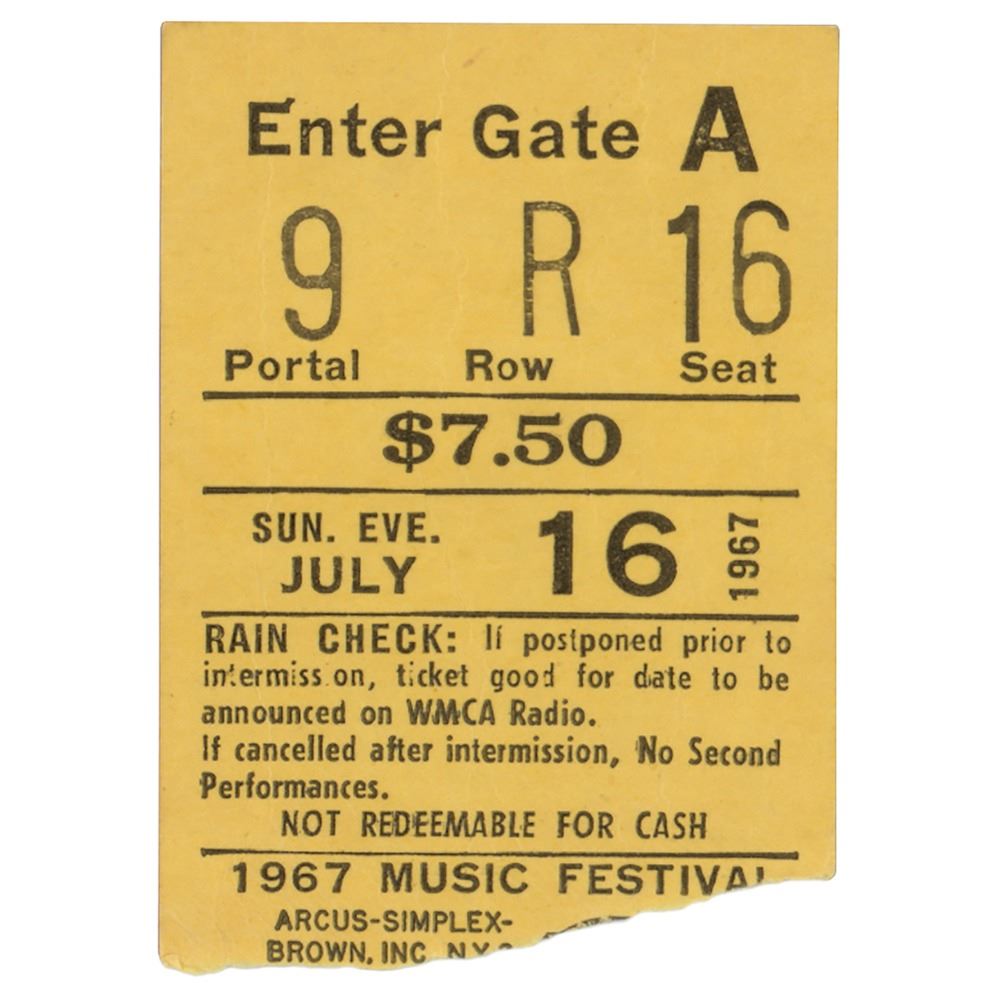 Enter Gate A
9 R 16
Portal Row Seat
$7.50
SUN. EVE. 16 1967
JULY
RAIN CHECK: If postponed prior to
intermission, ticket good for date to be
announced on WMCA Radio.
If cancelled after intermission, No Second
Performances.
NOT REDEEMABLE FOR CASH
1967 MUSIC FESTIVAL
ARCUS-SIMPLEX-
BROWN, INC N.Y.C